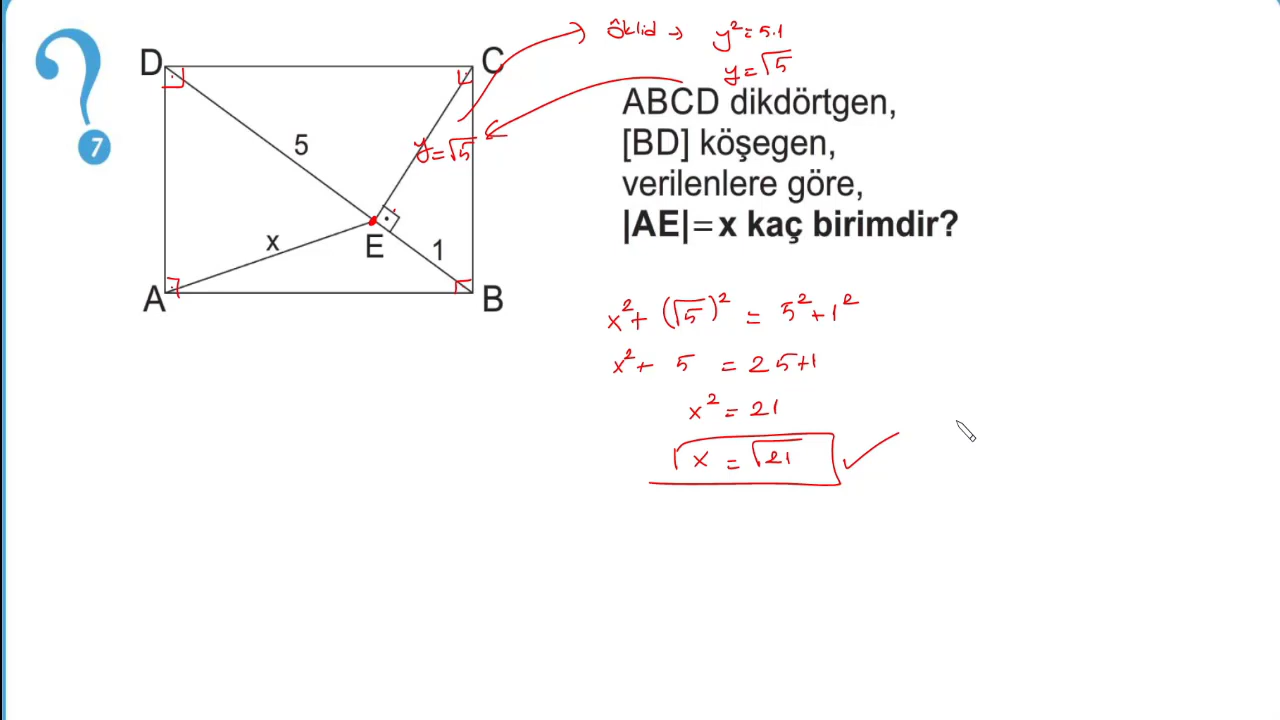 ?
7
öklid → y² = 5.1
y = √5
D
C
5
y = √5
x
E
1
A
B
ABCD dikdörtgen,
[BD] köşegen,
verilenlere göre,
|AE|=x kaç birimdir?
x² + (√5)² = 5² + 1²
x² + 5 = 25+1
x² = 21
x = √21